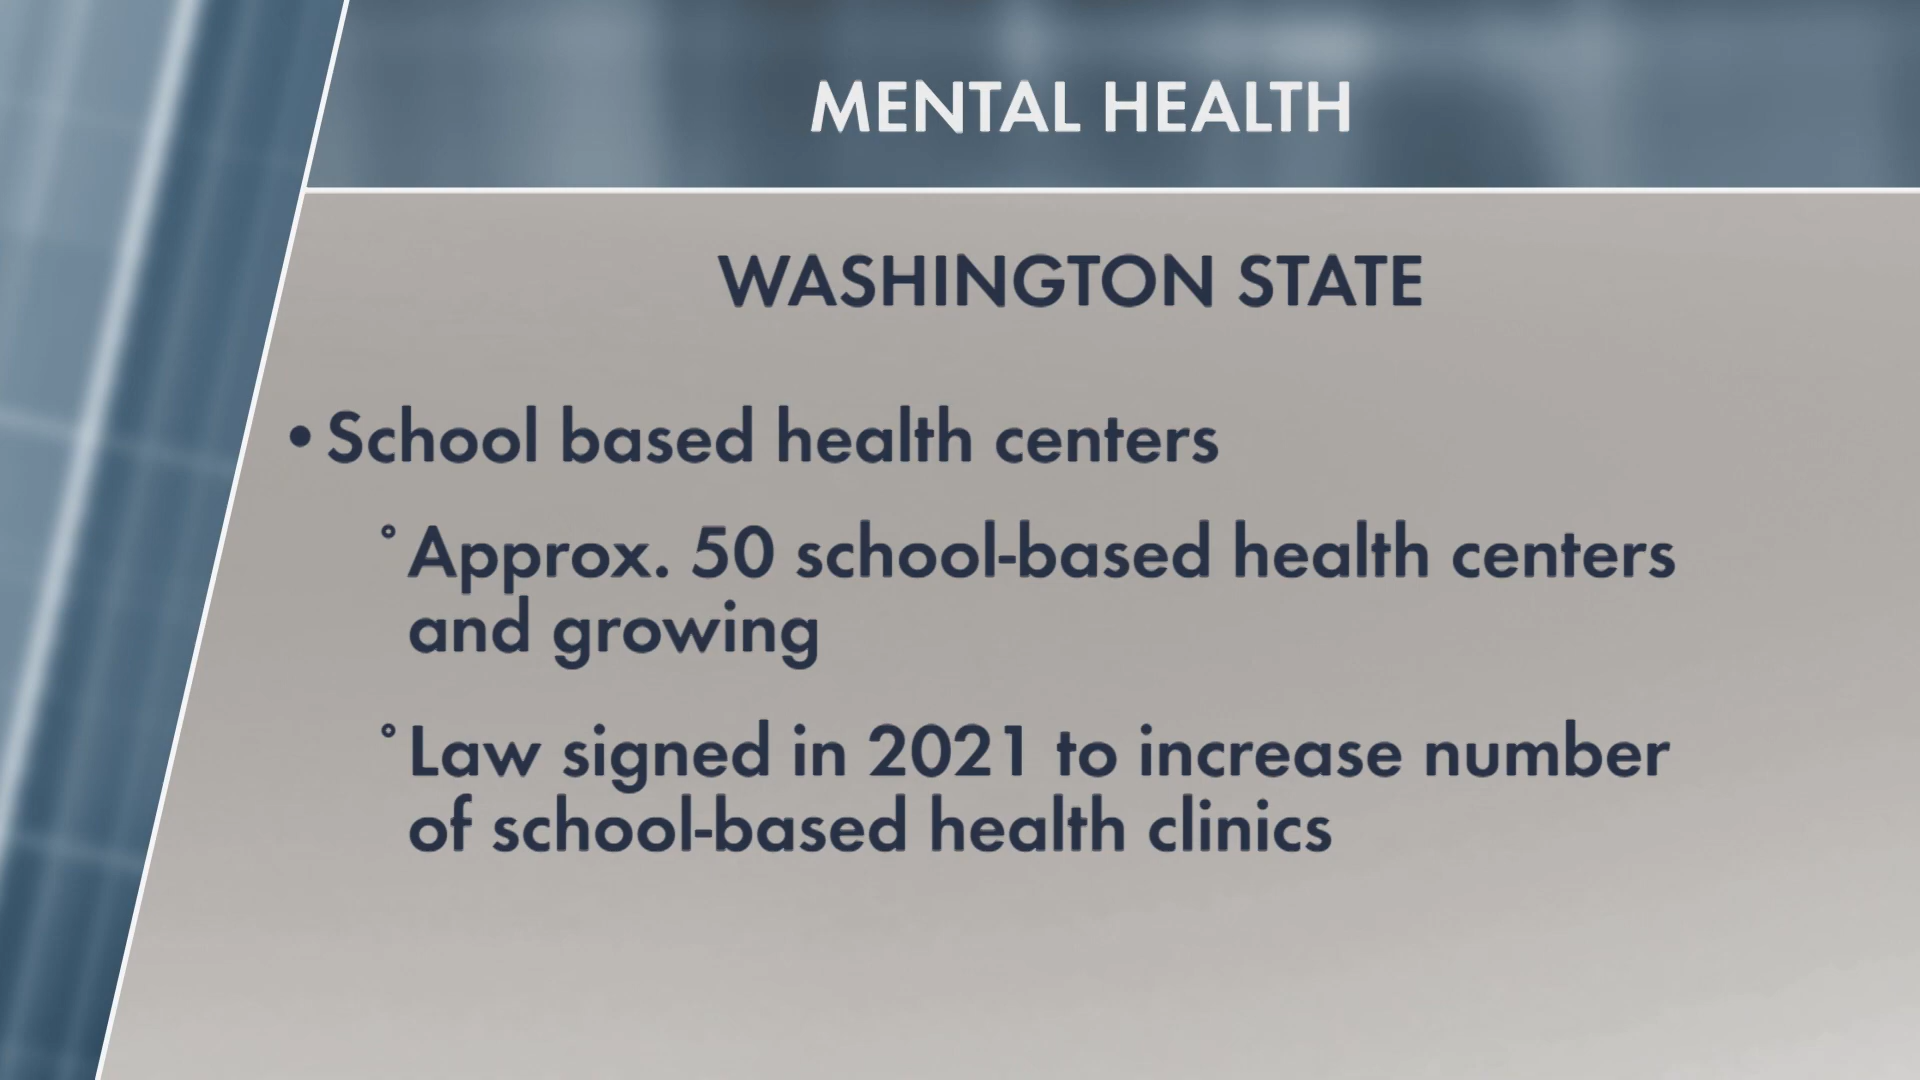 MENTAL HEALTH
WASHINGTON STATE
• School based health centers
° Approx. 50 school-based health centers
and growing
° Law signed in 2021 to increase number
of school-based health clinics